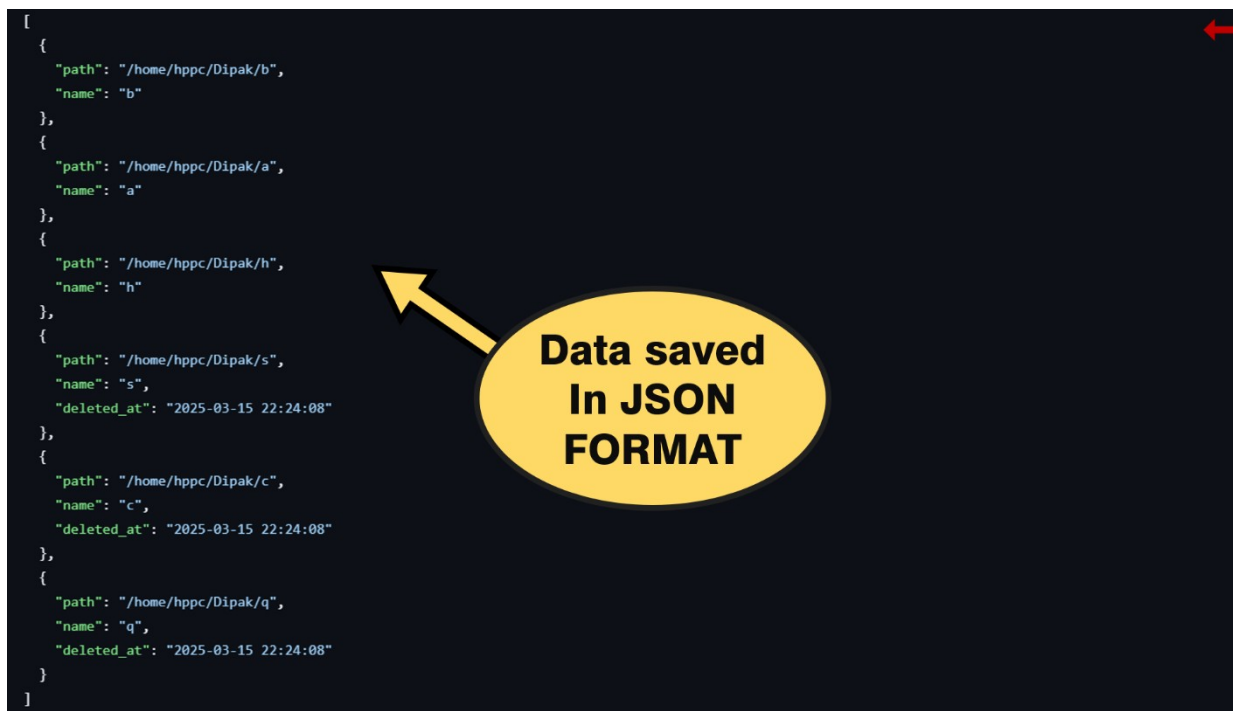 [
{
"path": "/home/hppc/Dipak/b",
"name": "b"
},
{
"path": "/home/hppc/Dipak/a",
"name": "a"
},
{
"path": "/home/hppc/Dipak/h",
"name": "h"
},
{
"path": "/home/hppc/Dipak/s",
"name": "s",
"deleted_at": "2025-03-15 22:24:08"
},
{
"path": "/home/hppc/Dipak/c",
"name": "c",
"deleted_at": "2025-03-15 22:24:08"
},
{
"path": "/home/hppc/Dipak/q",
"name": "q",
"deleted_at": "2025-03-15 22:24:08"
}
]
Data saved
In JSON
FORMAT